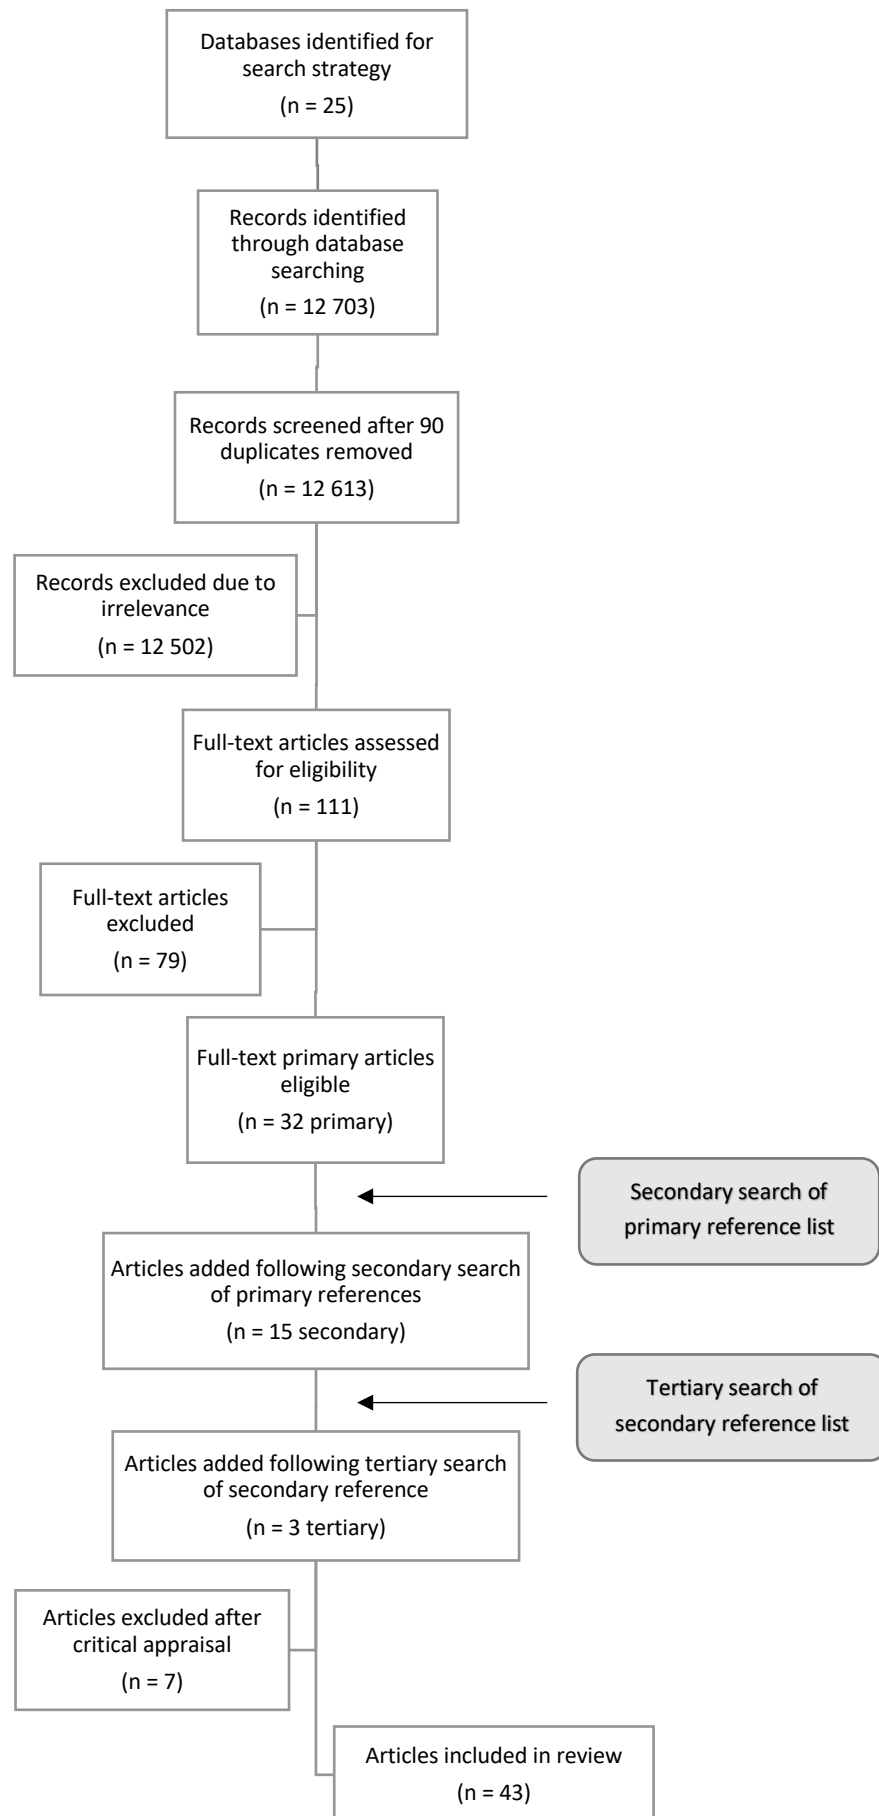 Databases identified for
search strategy
(n = 25)
Records identified
through database
searching
(n = 12 703)
Records screened after 90
duplicates removed
(n = 12 613)
Records excluded due to
irrelevance
(n = 12 502)
Full-text articles assessed
for eligibility
(n = 111)
Full-text articles
excluded
(n = 79)
Full-text primary articles
eligible
(n = 32 primary)
Secondary search of
primary reference list
Articles added following secondary search
of primary references
(n = 15 secondary)
Tertiary search of
secondary reference list
Articles added following tertiary search
of secondary reference
(n = 3 tertiary)
Articles excluded after
critical appraisal
(n = 7)
Articles included in review
(n = 43)